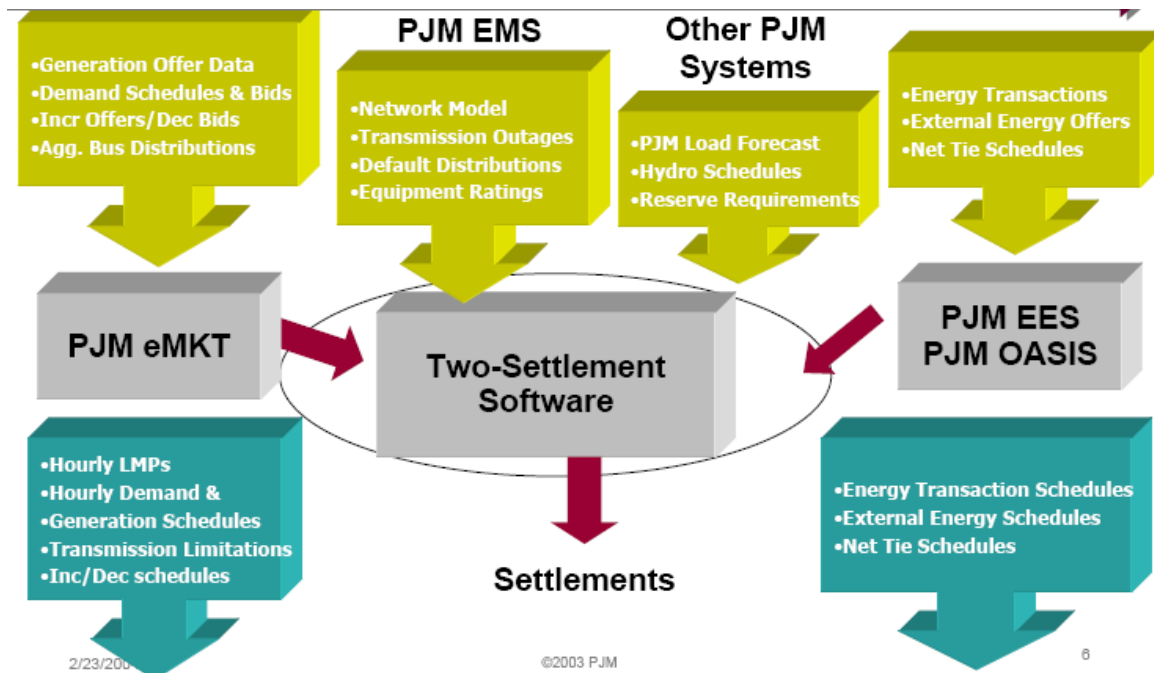 PJM EMS
Other PJM
Systems
•Generation Offer Data
•Demand Schedules & Bids
•Incr Offers/Dec Bids
•Agg. Bus Distributions
•Network Model
•Transmission Outages
•Default Distributions
•Equipment Ratings
•PJM Load Forecast
•Hydro Schedules
•Reserve Requirements
•Energy Transactions
•External Energy Offers
•Net Tie Schedules
PJM eMKT
Two-Settlement
Software
PJM EES
PJM OASIS
•Hourly LMPs
•Hourly Demand &
•Generation Schedules
•Transmission Limitations
•Inc/Dec schedules
Settlements
•Energy Transaction Schedules
•External Energy Schedules
•Net Tie Schedules
©2003 PJM
6